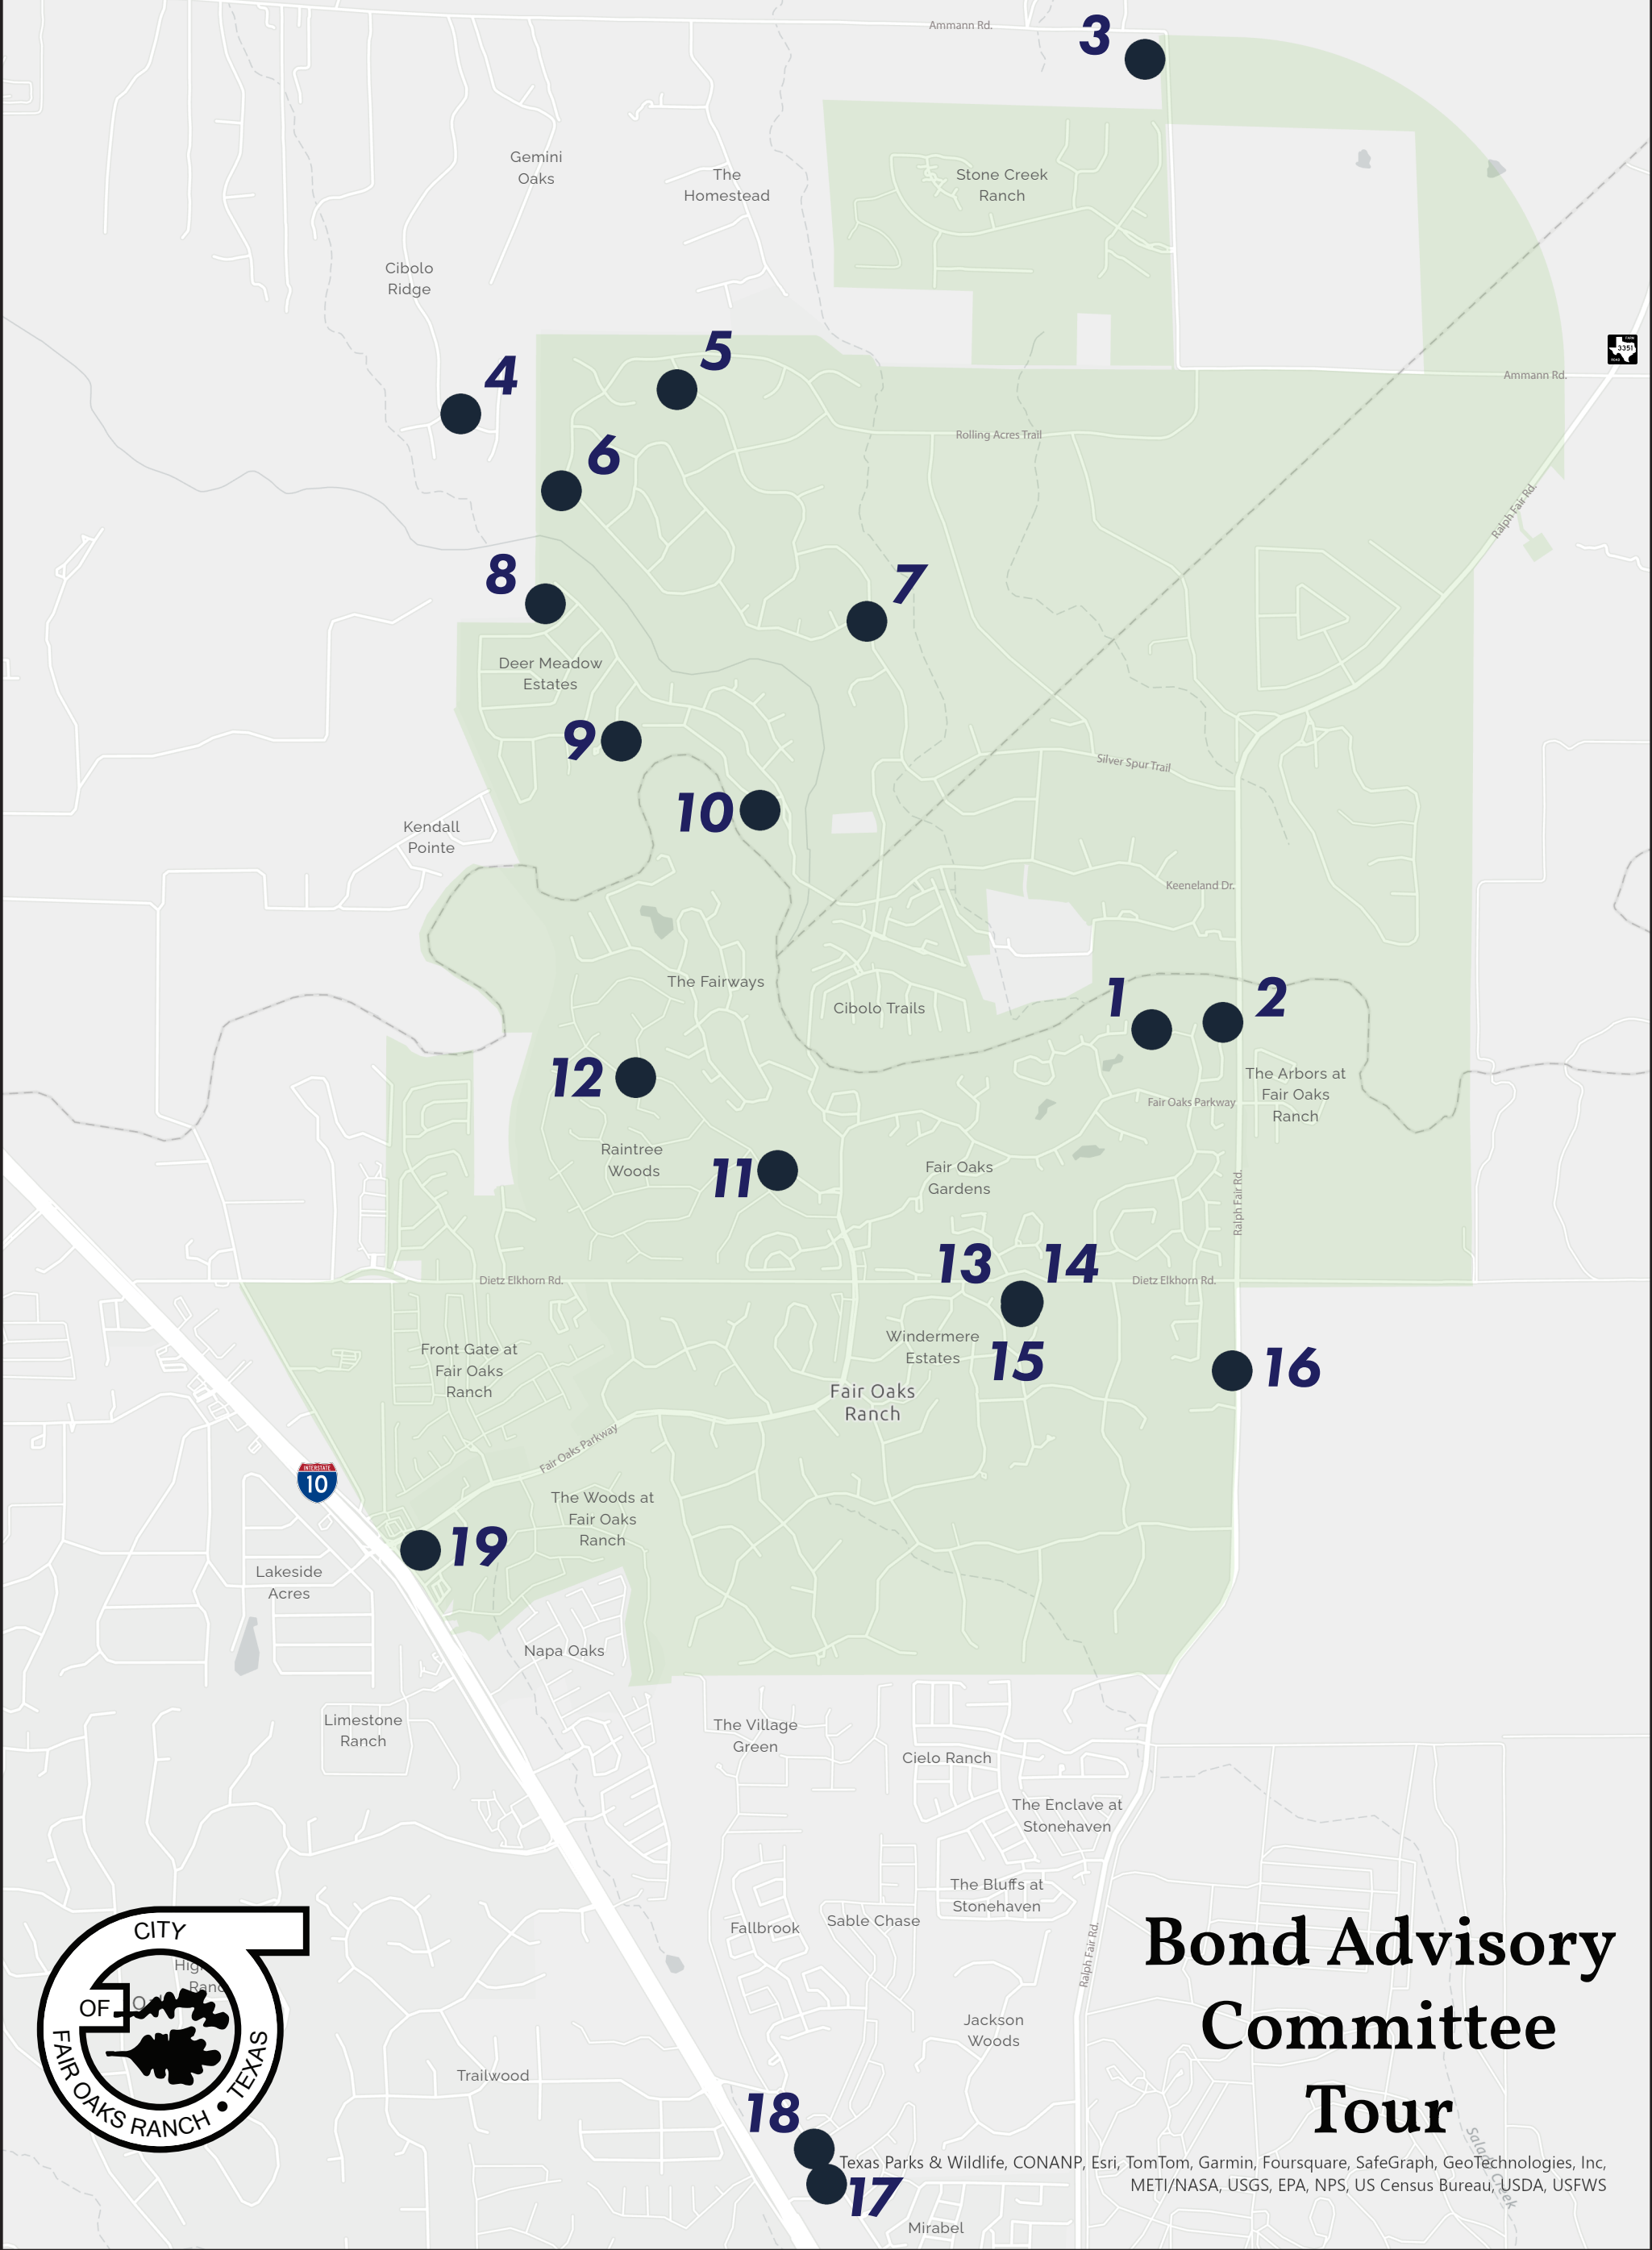 Ammann Rd.
3
Gemini
Oaks
The
Homestead
Stone Creek
Ranch
Cibolo
Ridge
5
4
FARM
3351
ROAD
Ammann Rd.
6
Rolling Acres Trail
Ralph Fair Rd.
8
7
Deer Meadow
Estates
9
Silver Spur Trail
10
Kendall
Pointe
Keeneland Dr.
The Fairways
Cibolo Trails
1
2
12
The Arbors at
Fair Oaks
Ranch
Fair Oaks Parkway
Raintree
Woods
11
Fair Oaks
Gardens
Ralph Fair Rd.
13
14
Dietz Elkhorn Rd.
Dietz Elkhorn Rd.
Windermere
Estates
15
16
Front Gate at
Fair Oaks
Ranch
Fair Oaks
Ranch
Fair Oaks Parkway
INTERSTATE
10
The Woods at
Fair Oaks
Ranch
19
Lakeside
Acres
Napa Oaks
Limestone
Ranch
The Village
Green
Cielo Ranch
The Enclave at
Stonehaven
The Bluffs at
Stonehaven
Fallbrook
Sable Chase
Ralph Fair Rd.
Bond Advisory
Committee
Tour
CITY
OF
FAIR OAKS RANCH • TEXAS
Jackson
Woods
Trailwood
18
17
Salado Creek
Texas Parks & Wildlife, CONANP, Esri, TomTom, Garmin, Foursquare, SafeGraph, GeoTechnologies, Inc,
METI/NASA, USGS, EPA, NPS, US Census Bureau, USDA, USFWS
Mirabel